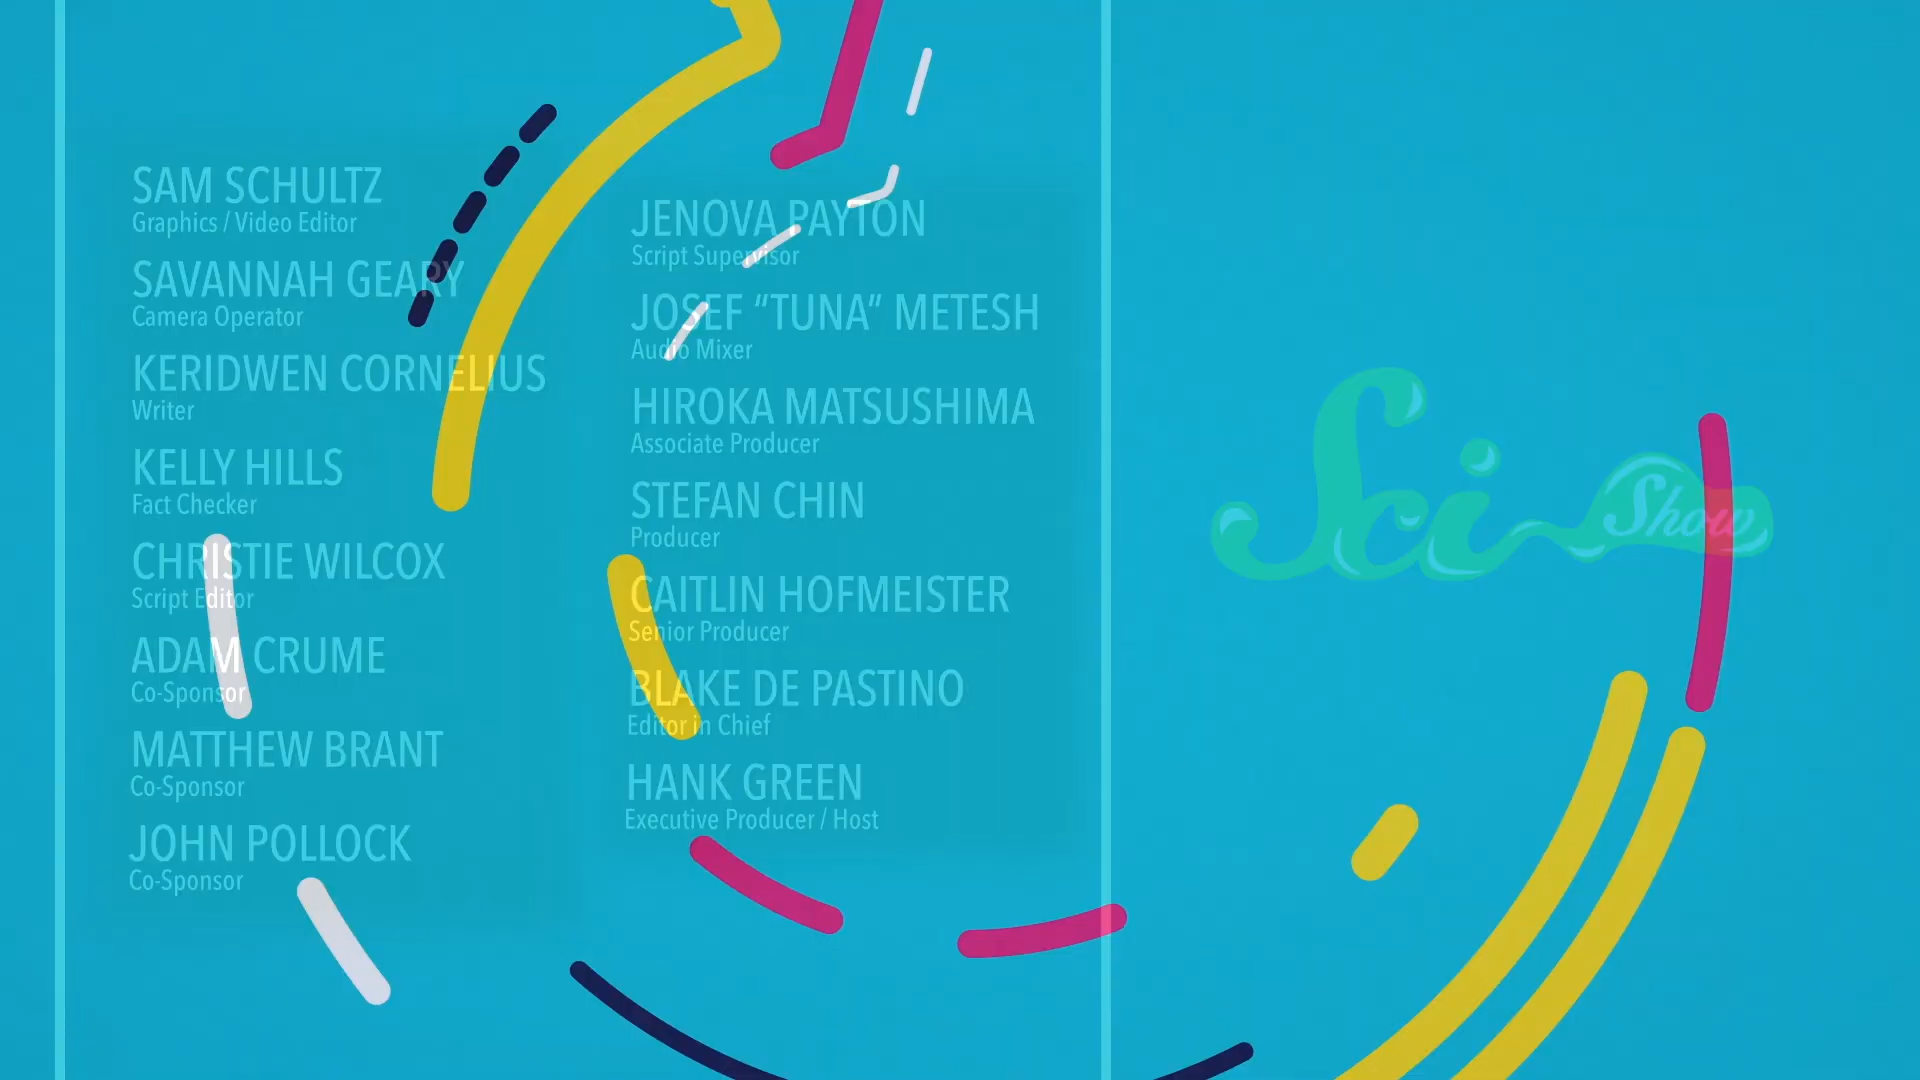 SAM SCHULTZ
Graphics / Video Editor
SAVANNAH GEARY
Camera Operator
KERIDWEN CORNELIUS
Writer
KELLY HILLS
Fact Checker
CHRISTIE WILCOX
Script Editor
ADAM CRUME
Co-Sponsor
MATTHEW BRANT
Co-Sponsor
JOHN POLLOCK
Co-Sponsor
JENOVA PAYTON
Script Supervisor
JOSEF “TUNA” METESH
Audio Mixer
HIROKA MATSUSHIMA
Associate Producer
STEFAN CHIN
Producer
CAITLIN HOFMEISTER
Senior Producer
BLAKE DE PASTINO
Editor in Chief
HANK GREEN
Executive Producer / Host
Sci Show